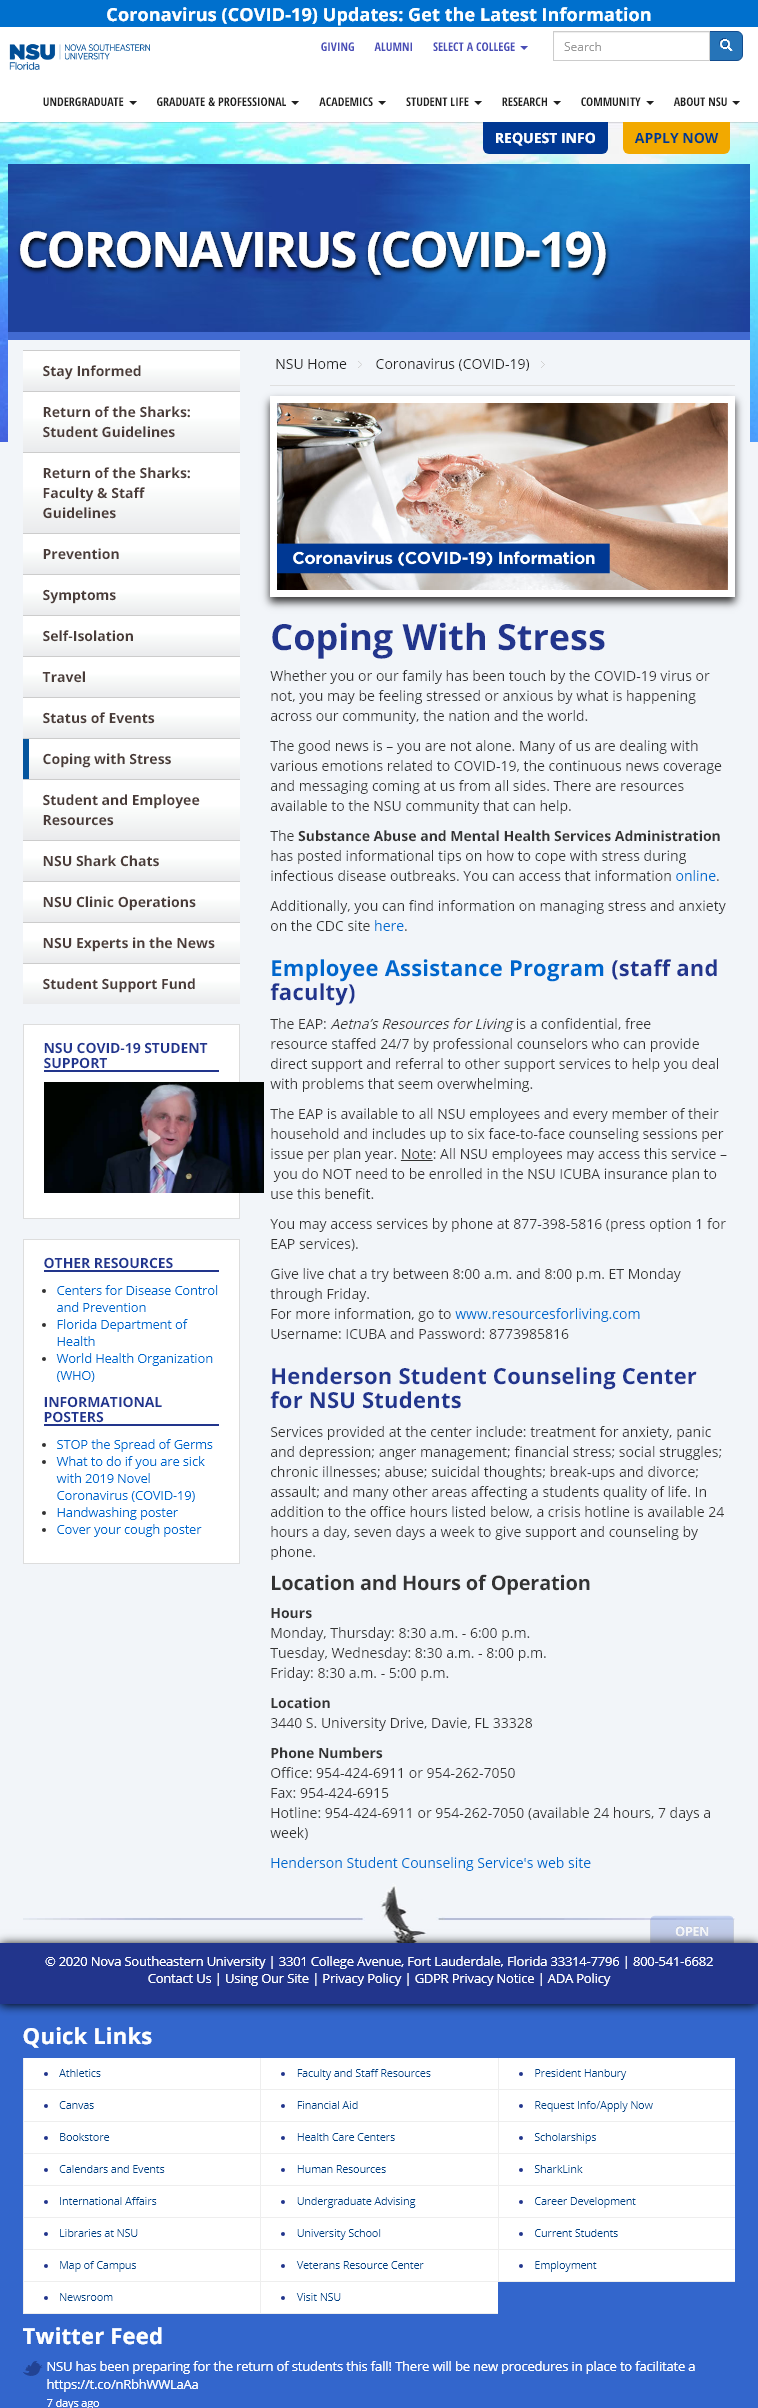 Coronavirus (COVID-19) Updates: Get the Latest Information
NSU NOVA SOUTHEASTERN
UNIVERSITY
Florida
GIVING ALUMNI SELECT A COLLEGE
Search
UNDERGRADUATE GRADUATE & PROFESSIONAL ACADEMICS STUDENT LIFE RESEARCH COMMUNITY ABOUT NSU
REQUEST INFO APPLY NOW
CORONAVIRUS (COVID-19)
Stay Informed
Return of the Sharks:
Student Guidelines
Return of the Sharks:
Faculty & Staff
Guidelines
Prevention
Symptoms
Self-Isolation
Travel
Status of Events
Coping with Stress
Student and Employee
Resources
NSU Shark Chats
NSU Clinic Operations
NSU Experts in the News
Student Support Fund
NSU COVID-19 STUDENT
SUPPORT
OTHER RESOURCES
• Centers for Disease Control
and Prevention
• Florida Department of
Health
• World Health Organization
(WHO)
INFORMATIONAL
POSTERS
• STOP the Spread of Germs
• What to do if you are sick
with 2019 Novel
Coronavirus (COVID-19)
• Handwashing poster
• Cover your cough poster
NSU Home Coronavirus (COVID-19)
Coronavirus (COVID-19) Information
Coping With Stress
Whether you or our family has been touch by the COVID-19 virus or
not, you may be feeling stressed or anxious by what is happening
across our community, the nation and the world.
The good news is – you are not alone. Many of us are dealing with
various emotions related to COVID-19, the continuous news coverage
and messaging coming at us from all sides. There are resources
available to the NSU community that can help.
The Substance Abuse and Mental Health Services Administration
has posted informational tips on how to cope with stress during
infectious disease outbreaks. You can access that information online.
Additionally, you can find information on managing stress and anxiety
on the CDC site here.
Employee Assistance Program (staff and
faculty)
The EAP: Aetna's Resources for Living is a confidential, free
resource staffed 24/7 by professional counselors who can provide
direct support and referral to other support services to help you deal
with problems that seem overwhelming.
The EAP is available to all NSU employees and every member of their
household and includes up to six face-to-face counseling sessions per
issue per plan year. Note: All NSU employees may access this service –
you do NOT need to be enrolled in the NSU ICUBA insurance plan to
use this benefit.
You may access services by phone at 877-398-5816 (press option 1 for
EAP services).
Give live chat a try between 8:00 a.m. and 8:00 p.m. ET Monday
through Friday.
For more information, go to www.resourcesforliving.com
Username: ICUBA and Password: 8773985816
Henderson Student Counseling Center
for NSU Students
Services provided at the center include: treatment for anxiety, panic
and depression; anger management; financial stress; social struggles;
chronic illnesses; abuse; suicidal thoughts; break-ups and divorce;
assault; and many other areas affecting a students quality of life. In
addition to the office hours listed below, a crisis hotline is available 24
hours a day, seven days a week to give support and counseling by
phone.
Location and Hours of Operation
Hours
Monday, Thursday: 8:30 a.m. - 6:00 p.m.
Tuesday, Wednesday: 8:30 a.m. - 8:00 p.m.
Friday: 8:30 a.m. - 5:00 p.m.
Location
3440 S. University Drive, Davie, FL 33328
Phone Numbers
Office: 954-424-6911 or 954-262-7050
Fax: 954-424-6915
Hotline: 954-424-6911 or 954-262-7050 (available 24 hours, 7 days a
week)
Henderson Student Counseling Service's web site
OPEN
© 2020 Nova Southeastern University | 3301 College Avenue, Fort Lauderdale, Florida 33314-7796 | 800-541-6682
Contact Us | Using Our Site | Privacy Policy | GDPR Privacy Notice | ADA Policy
Quick Links
• Athletics • Faculty and Staff Resources • President Hanbury
• Canvas • Financial Aid • Request Info/Apply Now
• Bookstore • Health Care Centers • Scholarships
• Calendars and Events • Human Resources • SharkLink
• International Affairs • Undergraduate Advising • Career Development
• Libraries at NSU • University School • Current Students
• Map of Campus • Veterans Resource Center • Employment
• Newsroom • Visit NSU
Twitter Feed
NSU has been preparing for the return of students this fall! There will be new procedures in place to facilitate a
https://t.co/nRbhWWLaAa
7 days ago